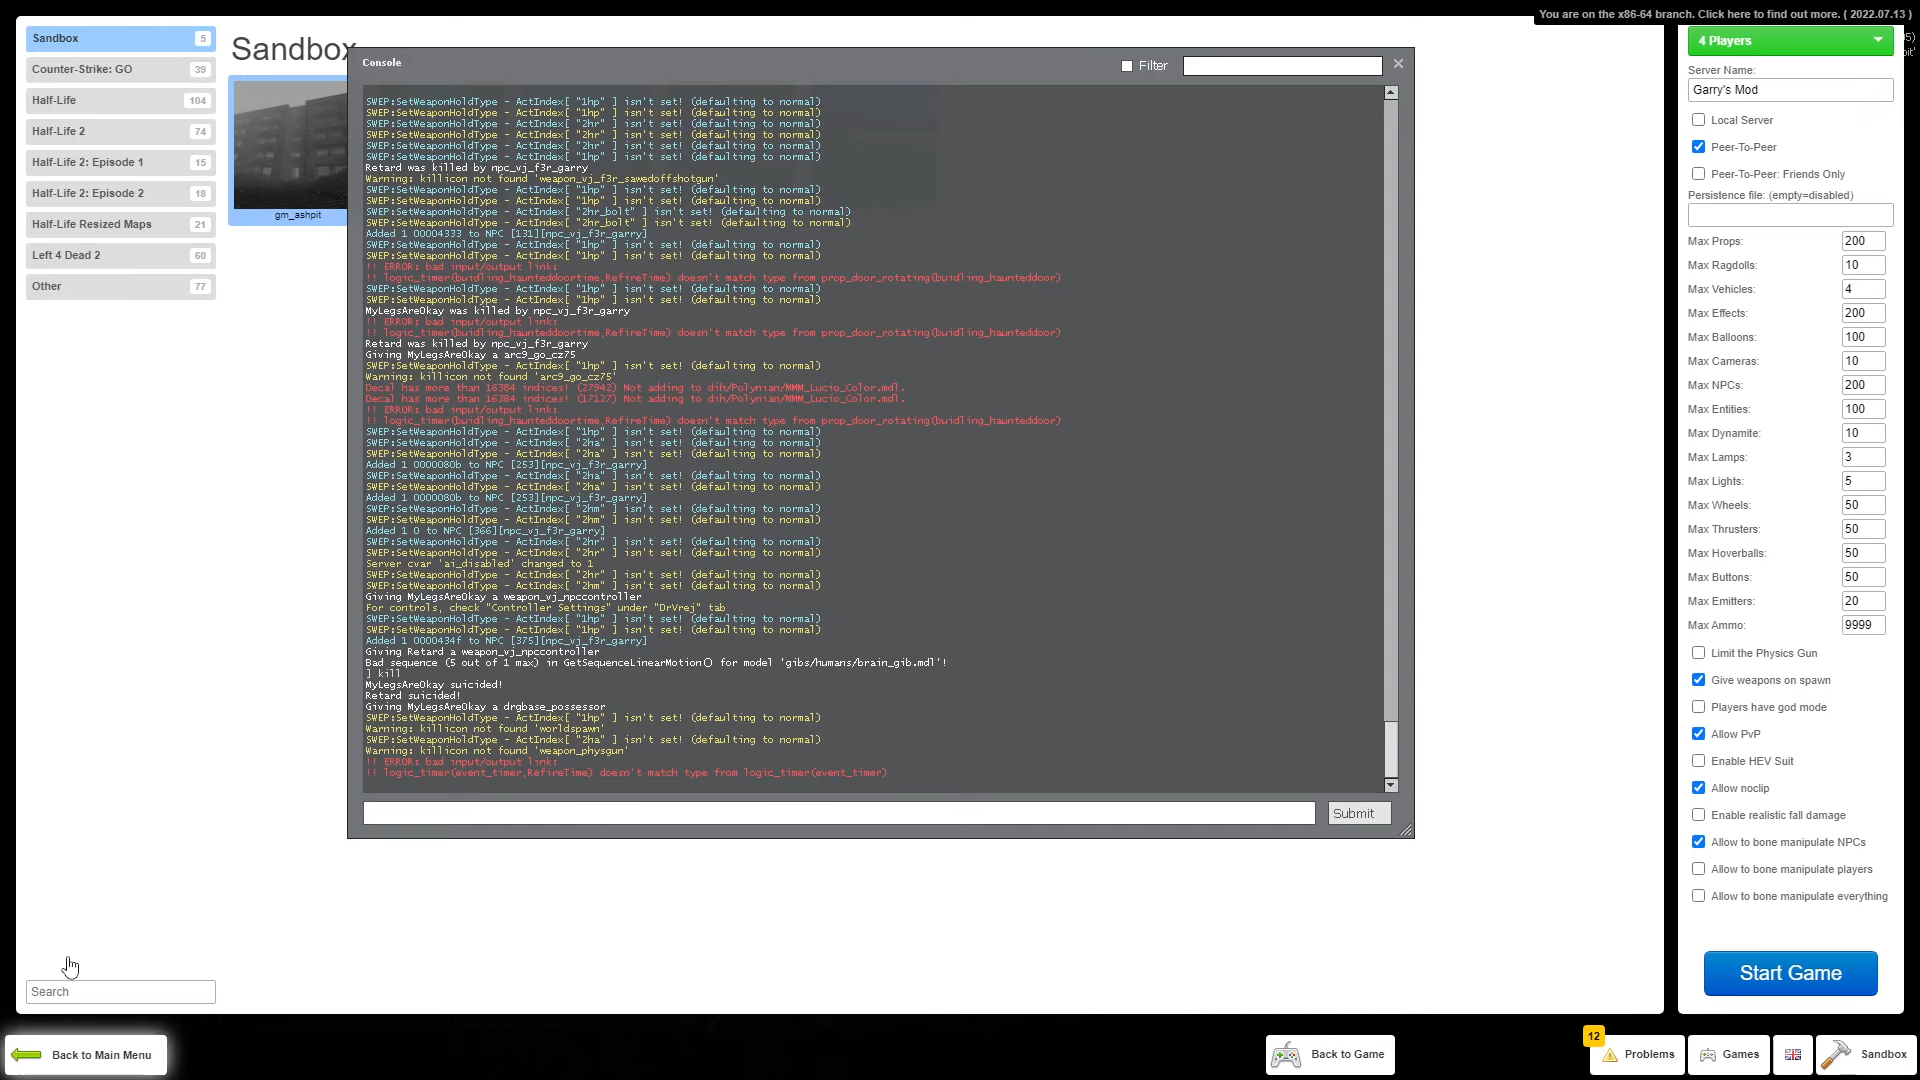 You are on the x86-64 branch. Click here to find out more. ( 2022.07.13 )
Sandbox 5
Counter-Strike: GO 39
Half-Life 104
Half-Life 2 74
Half-Life 2: Episode 1 15
Half-Life 2: Episode 2 18
Half-Life Resized Maps 21
Left 4 Dead 2 60
Other 77
Search
Sandbox
gm_ashpit
Console
Filter
SWEP:SetWeaponHoldType - ActIndex[ "1hp" ] isn't set! (defaulting to normal)
SWEP:SetWeaponHoldType - ActIndex[ "1hp" ] isn't set! (defaulting to normal)
SWEP:SetWeaponHoldType - ActIndex[ "2hr" ] isn't set! (defaulting to normal)
SWEP:SetWeaponHoldType - ActIndex[ "2hr" ] isn't set! (defaulting to normal)
SWEP:SetWeaponHoldType - ActIndex[ "2hr" ] isn't set! (defaulting to normal)
SWEP:SetWeaponHoldType - ActIndex[ "1hp" ] isn't set! (defaulting to normal)
Retard was killed by npc_vj_f3r_garry
Warning: killicon not found 'weapon_vj_f3r_sawedoffshotgun'
SWEP:SetWeaponHoldType - ActIndex[ "1hp" ] isn't set! (defaulting to normal)
SWEP:SetWeaponHoldType - ActIndex[ "1hp" ] isn't set! (defaulting to normal)
SWEP:SetWeaponHoldType - ActIndex[ "2hr_bolt" ] isn't set! (defaulting to normal)
SWEP:SetWeaponHoldType - ActIndex[ "2hr_bolt" ] isn't set! (defaulting to normal)
Added 1 00004333 to NPC [131][npc_vj_f3r_garry]
SWEP:SetWeaponHoldType - ActIndex[ "1hp" ] isn't set! (defaulting to normal)
SWEP:SetWeaponHoldType - ActIndex[ "1hp" ] isn't set! (defaulting to normal)
!! ERROR: bad input/output link:
!! logic_timer(buidling_haunteddoortime,RefireTime) doesn't match type from prop_door_rotating(buidling_haunteddoor)
SWEP:SetWeaponHoldType - ActIndex[ "1hp" ] isn't set! (defaulting to normal)
SWEP:SetWeaponHoldType - ActIndex[ "1hp" ] isn't set! (defaulting to normal)
MyLegsAreOkay was killed by npc_vj_f3r_garry
!! ERROR: bad input/output link:
!! logic_timer(buidling_haunteddoortime,RefireTime) doesn't match type from prop_door_rotating(buidling_haunteddoor)
Retard was killed by npc_vj_f3r_garry
Giving MyLegsAreOkay a arc9_go_cz75
SWEP:SetWeaponHoldType - ActIndex[ "1hp" ] isn't set! (defaulting to normal)
Warning: killicon not found 'arc9_go_cz75'
Decal has more than 16384 indices! (27942) Not adding to dih/Polynian/MMM_Lucio_Color.mdl.
Decal has more than 16384 indices! (17127) Not adding to dih/Polynian/MMM_Lucio_Color.mdl.
!! ERROR: bad input/output link:
!! logic_timer(buidling_haunteddoortime,RefireTime) doesn't match type from prop_door_rotating(buidling_haunteddoor)
SWEP:SetWeaponHoldType - ActIndex[ "1hp" ] isn't set! (defaulting to normal)
SWEP:SetWeaponHoldType - ActIndex[ "2ha" ] isn't set! (defaulting to normal)
SWEP:SetWeaponHoldType - ActIndex[ "2ha" ] isn't set! (defaulting to normal)
Added 1 0000080b to NPC [253][npc_vj_f3r_garry]
SWEP:SetWeaponHoldType - ActIndex[ "2ha" ] isn't set! (defaulting to normal)
SWEP:SetWeaponHoldType - ActIndex[ "2ha" ] isn't set! (defaulting to normal)
Added 1 0000080b to NPC [253][npc_vj_f3r_garry]
SWEP:SetWeaponHoldType - ActIndex[ "2hm" ] isn't set! (defaulting to normal)
SWEP:SetWeaponHoldType - ActIndex[ "2hm" ] isn't set! (defaulting to normal)
Added 1 0 to NPC [366][npc_vj_f3r_garry]
SWEP:SetWeaponHoldType - ActIndex[ "2hr" ] isn't set! (defaulting to normal)
SWEP:SetWeaponHoldType - ActIndex[ "2hr" ] isn't set! (defaulting to normal)
Server cvar 'ai_disabled' changed to 1
SWEP:SetWeaponHoldType - ActIndex[ "2hr" ] isn't set! (defaulting to normal)
SWEP:SetWeaponHoldType - ActIndex[ "2hm" ] isn't set! (defaulting to normal)
Giving MyLegsAreOkay a weapon_vj_npccontroller
For controls, check "Controller Settings" under "DrVrej" tab
SWEP:SetWeaponHoldType - ActIndex[ "1hp" ] isn't set! (defaulting to normal)
SWEP:SetWeaponHoldType - ActIndex[ "1hp" ] isn't set! (defaulting to normal)
Added 1 0000434f to NPC [375][npc_vj_f3r_garry]
Giving Retard a weapon_vj_npccontroller
Bad sequence (5 out of 1 max) in GetSequenceLinearMotion() for model 'gibs/humans/brain_gib.mdl'!
] kill
MyLegsAreOkay suicided!
Retard suicided!
Giving MyLegsAreOkay a drgbase_possessor
SWEP:SetWeaponHoldType - ActIndex[ "1hp" ] isn't set! (defaulting to normal)
Warning: killicon not found 'worldspawn'
SWEP:SetWeaponHoldType - ActIndex[ "2ha" ] isn't set! (defaulting to normal)
Warning: killicon not found 'weapon_physgun'
!! ERROR: bad input/output link:
!! logic_timer(event_timer,RefireTime) doesn't match type from logic_timer(event_timer)
Submit
4 Players
Server Name:
Garry's Mod
Local Server
Peer-To-Peer
Peer-To-Peer: Friends Only
Persistence file: (empty=disabled)
Max Props: 200
Max Ragdolls: 10
Max Vehicles: 4
Max Effects: 200
Max Balloons: 100
Max Cameras: 10
Max NPCs: 200
Max Entities: 100
Max Dynamite: 10
Max Lamps: 3
Max Lights: 5
Max Wheels: 50
Max Thrusters: 50
Max Hoverballs: 50
Max Buttons: 50
Max Emitters: 20
Max Ammo: 9999
Limit the Physics Gun
Give weapons on spawn
Players have god mode
Allow PvP
Enable HEV Suit
Allow noclip
Enable realistic fall damage
Allow to bone manipulate NPCs
Allow to bone manipulate players
Allow to bone manipulate everything
Start Game
Back to Main Menu
Back to Game
12
Problems
Games
Sandbox